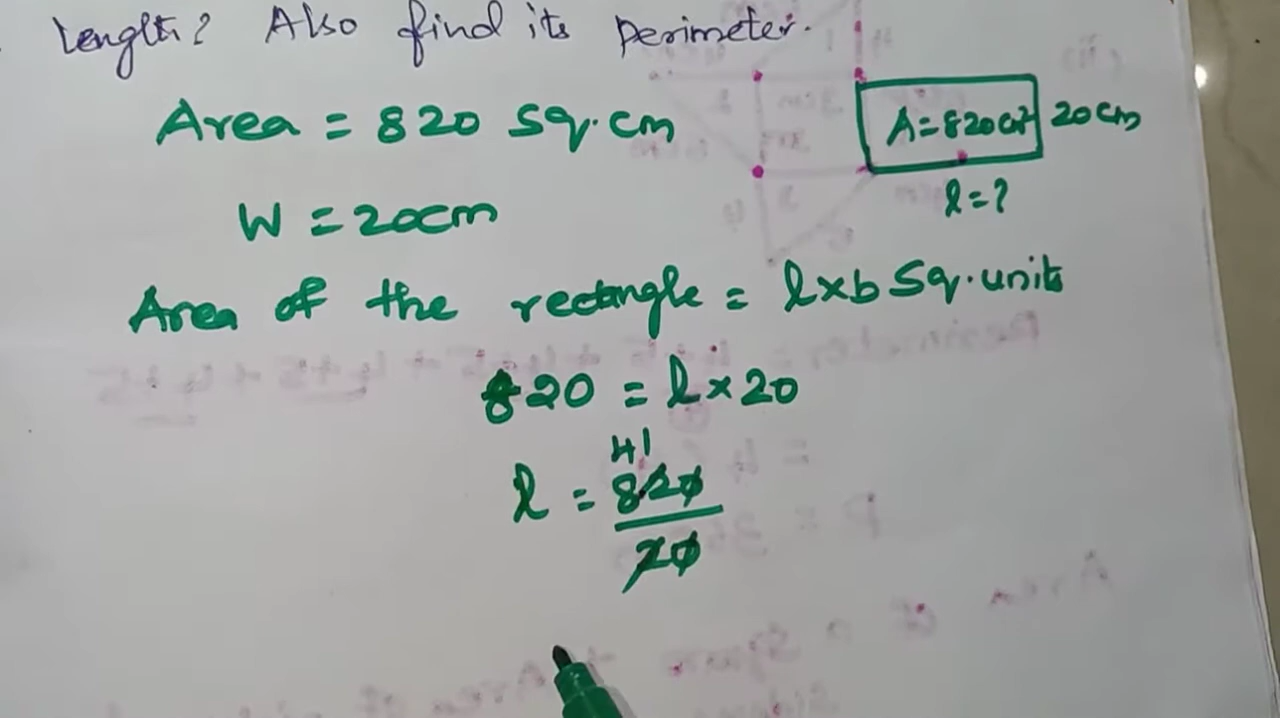 length? Also find its perimeter.
Area = 820 Sq.cm
A=820cm² 20cm
W = 20cm
l=?
Area of the rectangle = l×b Sq.units
820 = l×20
41
l = 820
20